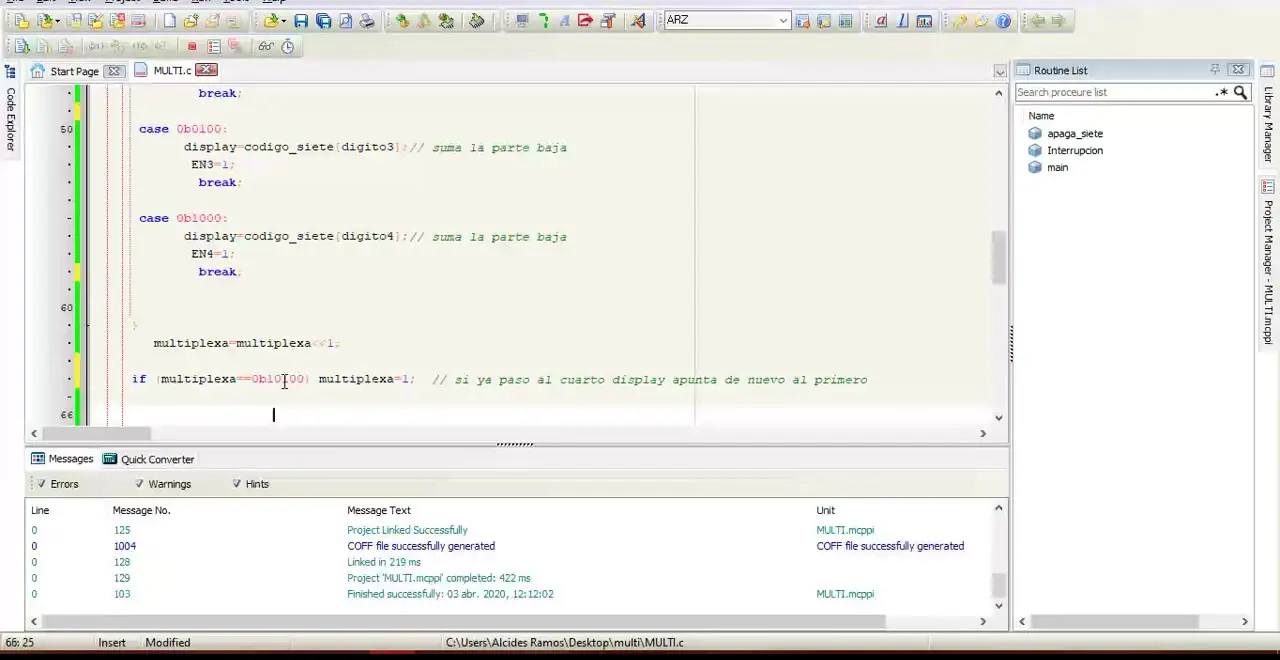 ARZ
Start Page
MULTI.c
Routine List
Code Explorer
Search proceure list
Library Manager
Project Manager - MULTI.mcppi
Name
apaga_siete
Interrupcion
main
break;
50
case 0b0100:
display=codigo_siete[digito3];// suma la parte baja
EN3=1;
break;
case 0b1000:
display=codigo_siete[digito4];// suma la parte baja
EN4=1;
break;
60
}
multiplexa=multiplexa<<1;
if (multiplexa==0b10000) multiplexa=1; // si ya paso al cuarto display apunta de nuevo al primero
66
Messages Quick Converter
Errors Warnings Hints
Line Message No. Message Text Unit
0 125 Project Linked Successfully MULTI.mcppi
0 1004 COFF file successfully generated COFF file successfully generated
0 128 Linked in 219 ms
0 129 Project 'MULTI.mcppi' completed: 422 ms
0 103 Finished successfully: 03 abr. 2020, 12:12:02 MULTI.mcppi
66: 25 Insert Modified C:\Users\Alcides Ramos\Desktop\multi\MULTI.c